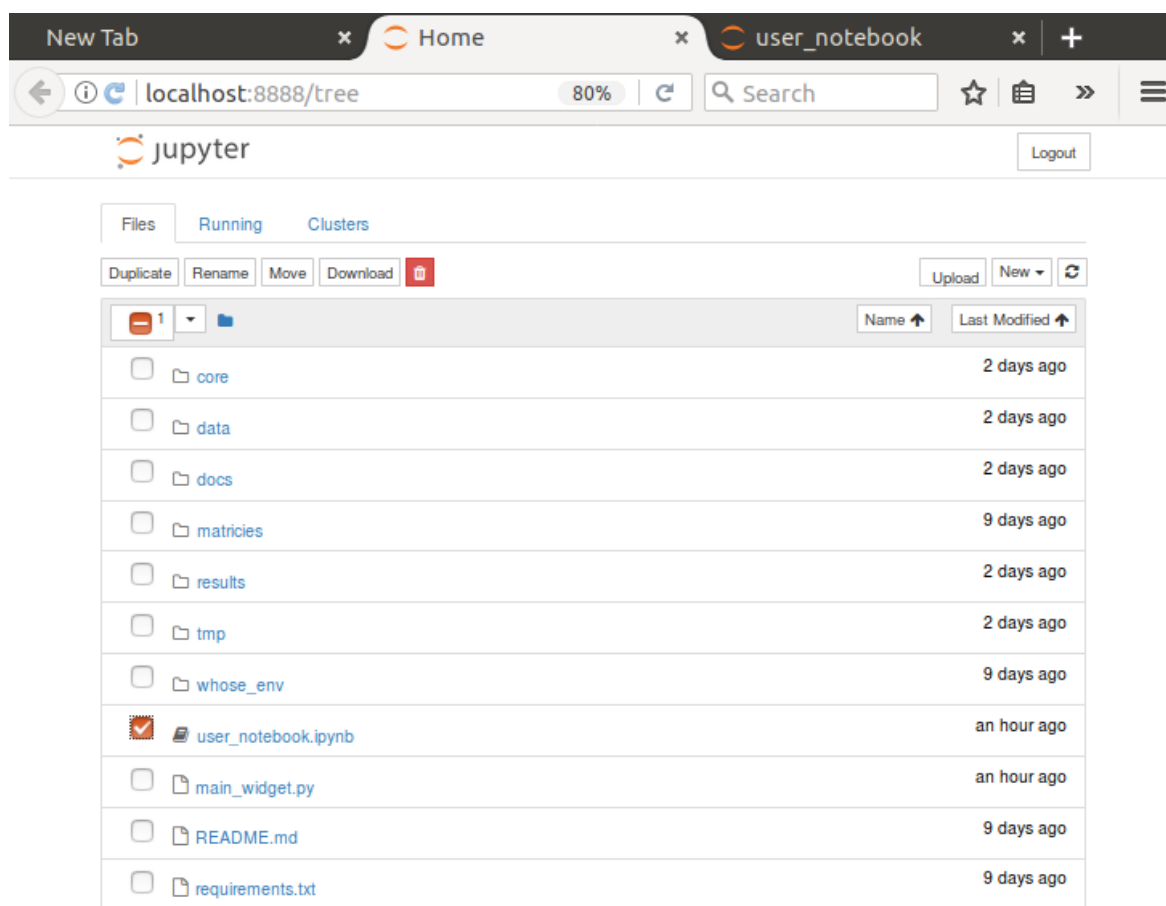 New Tab × Home × user_notebook × +
localhost:8888/tree 80% Search
jupyter Logout
Files Running Clusters
Duplicate Rename Move Download Upload New
1 Name Last Modified
core 2 days ago
data 2 days ago
docs 2 days ago
matricies 9 days ago
results 2 days ago
tmp 2 days ago
whose_env 9 days ago
user_notebook.ipynb an hour ago
main_widget.py an hour ago
README.md 9 days ago
requirements.txt 9 days ago